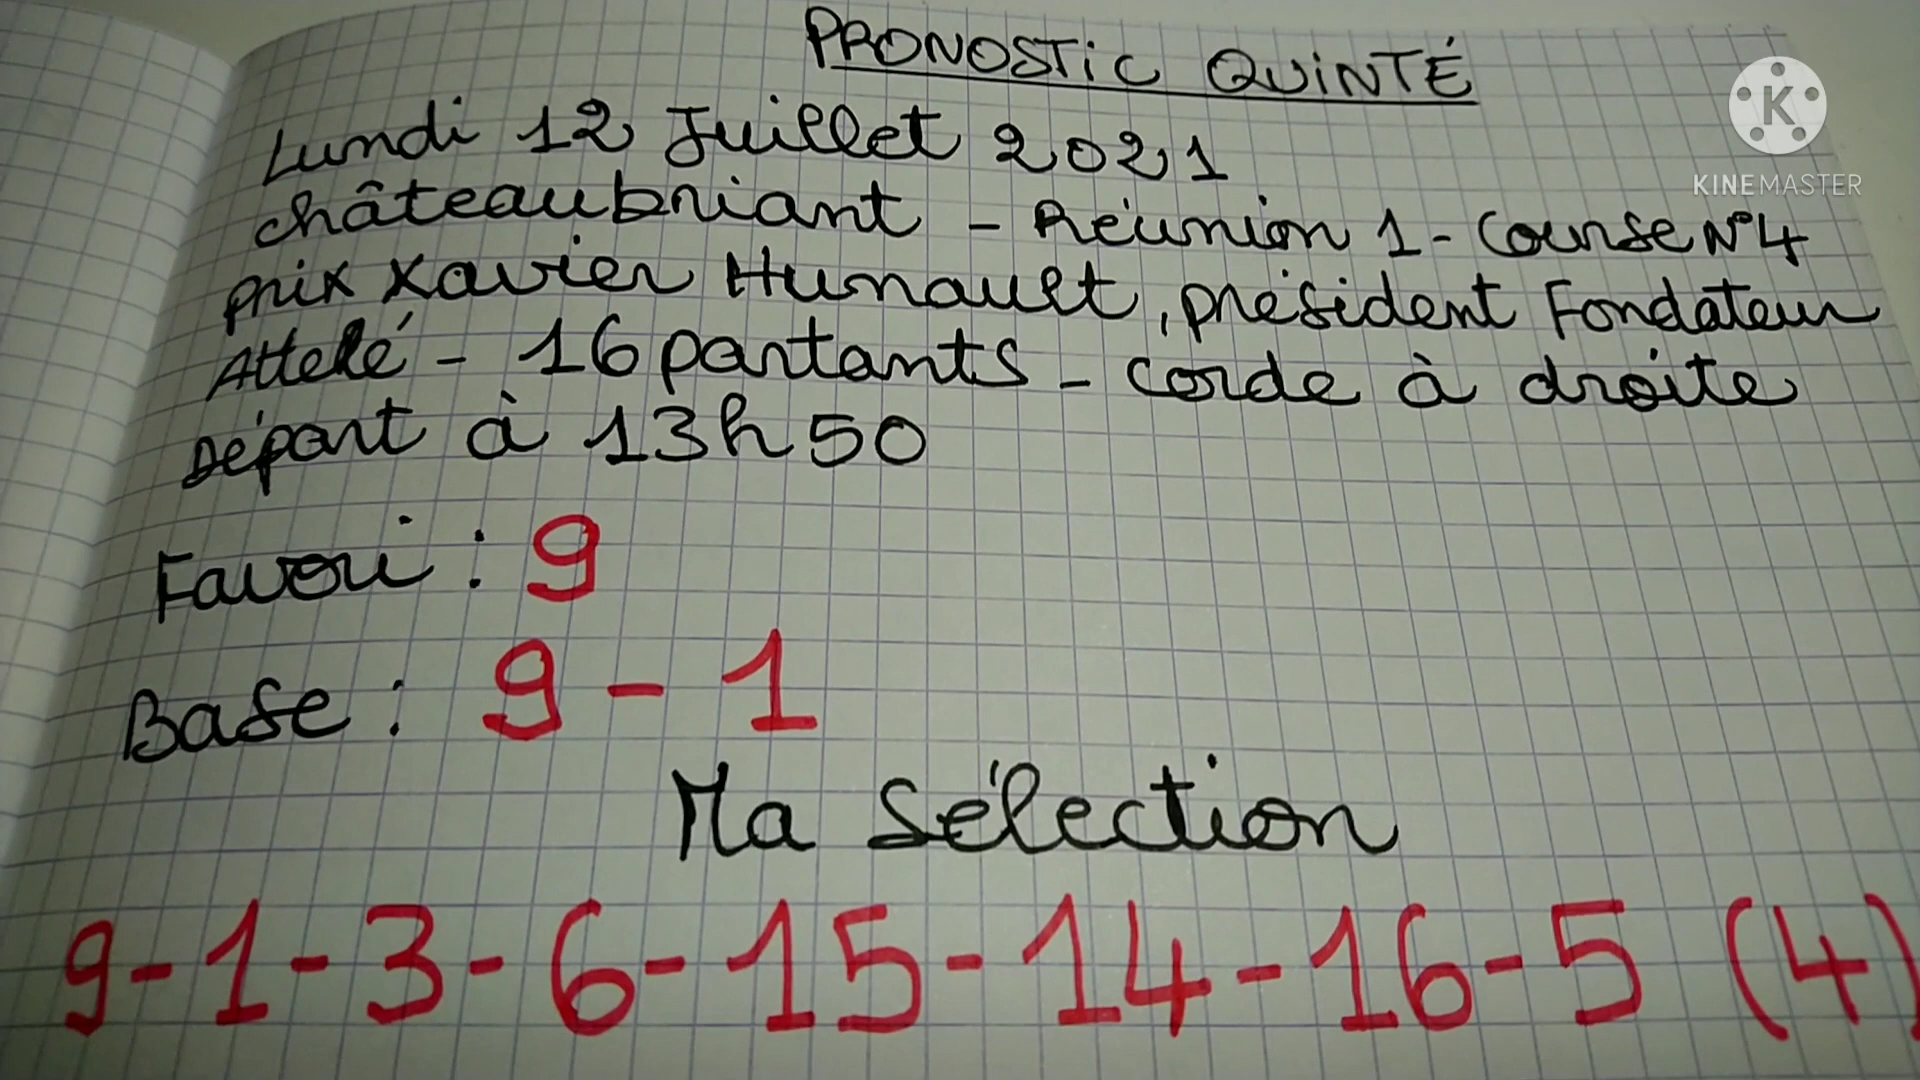 PRONOSTIC QUINTÉ
Lundi 12 Juillet 2021
châteaubriant - Réunion 1 - Course N°4
prix Xavier Hunault, président Fondateur
Attelé - 16 partants - corde à droite
Départ à 13h50
Favori : 9
Base : 9 - 1
Ma Sélection
9 - 1 - 3 - 6 - 15 - 14 - 16 - 5 (4)
K
KINEMASTER